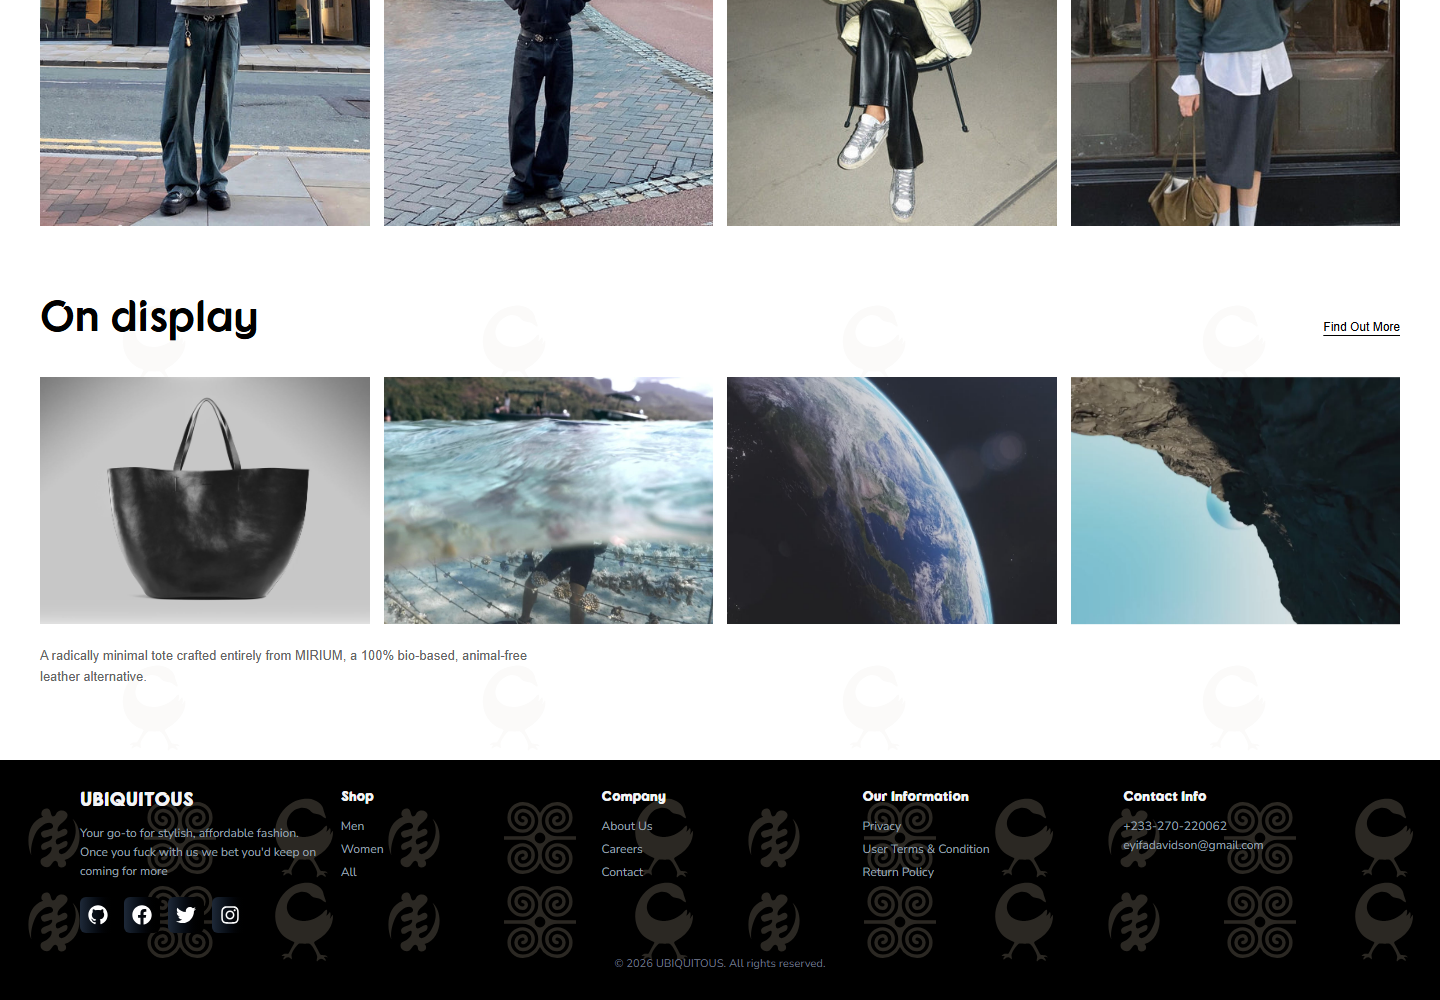 On display
Find Out More
A radically minimal tote crafted entirely from MIRIUM, a 100% bio-based, animal-free
leather alternative.
UBIQUITOUS
Your go-to for stylish, affordable fashion.
Once you fuck with us we bet you'd keep on
coming for more
Shop
Men
Women
All
Company
About Us
Careers
Contact
Our Information
Privacy
User Terms & Condition
Return Policy
Contact Info
+233-270-220062
eyifadavidson@gmail.com
© 2026 UBIQUITOUS. All rights reserved.